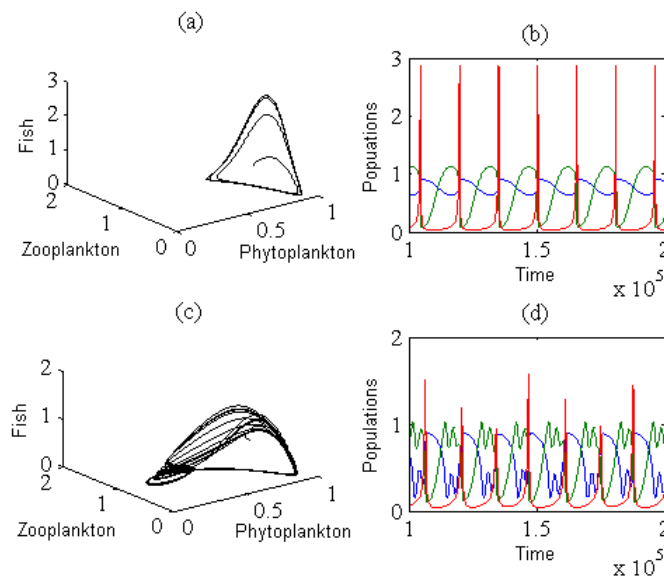 (a)
3
2
1
0
Fish
2
1
0
Zooplankton
0
0.5
1
Phytoplankton
(b)
3
2
1
0
Popuations
1
1.5
2
Time
x 10^5
(c)
2
1
0
Fish
2
1
0
Zooplankton
0
0.5
1
Phytoplankton
(d)
2
1
0
Populations
1
1.5
2
Time
x 10^5